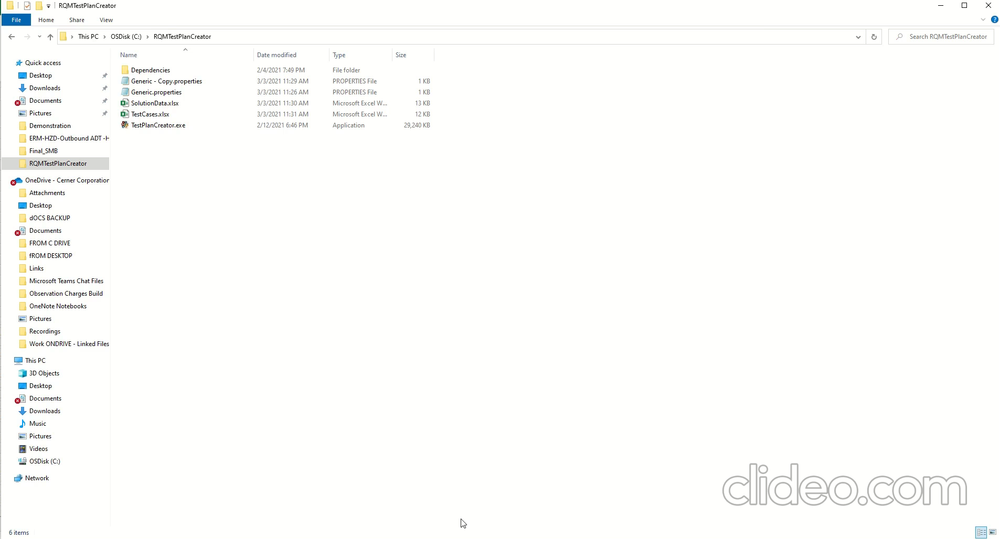 RQMTestPlanCreator
File Home Share View
This PC OSDisk (C:) RQMTestPlanCreator Search RQMTestPlanCreator
Name Date modified Type Size
Dependencies 2/4/2021 7:49 PM File folder
Generic - Copy.properties 3/3/2021 11:29 AM PROPERTIES File 1 KB
Generic.properties 3/3/2021 11:26 AM PROPERTIES File 1 KB
SolutionData.xlsx 3/3/2021 11:30 AM Microsoft Excel W... 13 KB
TestCases.xlsx 3/3/2021 11:31 AM Microsoft Excel W... 12 KB
TestPlanCreator.exe 2/12/2021 6:46 PM Application 29,240 KB
Quick access
Desktop
Downloads
Documents
Pictures
Demonstration
ERM-HZD-Outbound ADT -H
Final_SMB
RQMTestPlanCreator
OneDrive - Cerner Corporation
Attachments
Desktop
dOCS BACKUP
Documents
FROM C DRIVE
fROM DESKTOP
Links
Microsoft Teams Chat Files
Observation Charges Build
OneNote Notebooks
Pictures
Recordings
Work ONDRIVE - Linked Files
This PC
3D Objects
Desktop
Documents
Downloads
Music
Pictures
Videos
OSDisk (C:)
Network
clideo.com
6 items